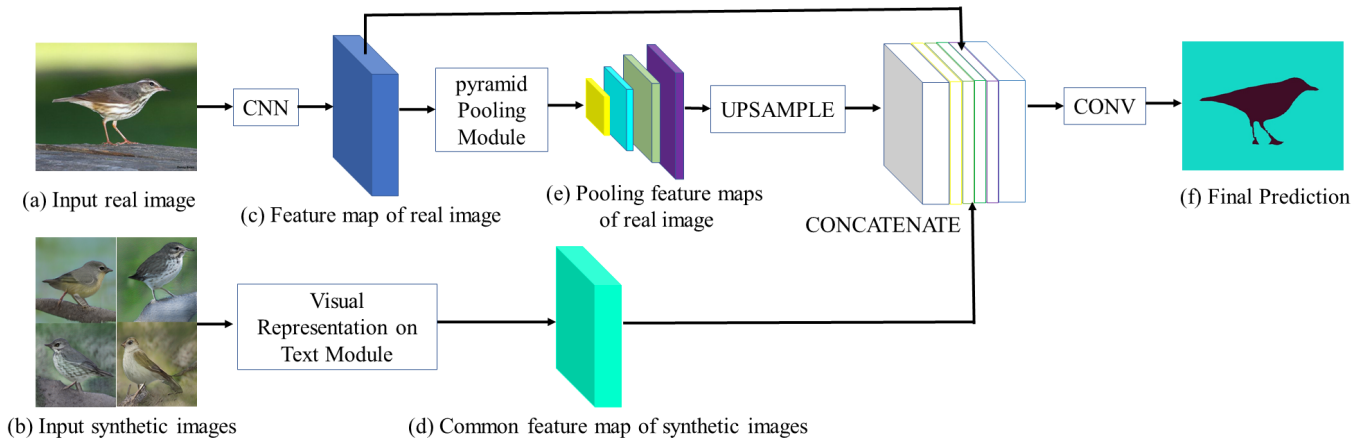 CNN
pyramid
Pooling
Module
UPSAMPLE
CONV
(a) Input real image
(c) Feature map of real image
(e) Pooling feature maps
of real image
CONCATENATE
(f) Final Prediction
Visual
Representation on
Text Module
(b) Input synthetic images
(d) Common feature map of synthetic images